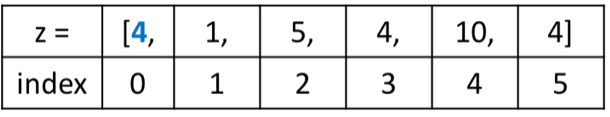 z = [4, 1, 5, 4, 10, 4]
index 0 1 2 3 4 5